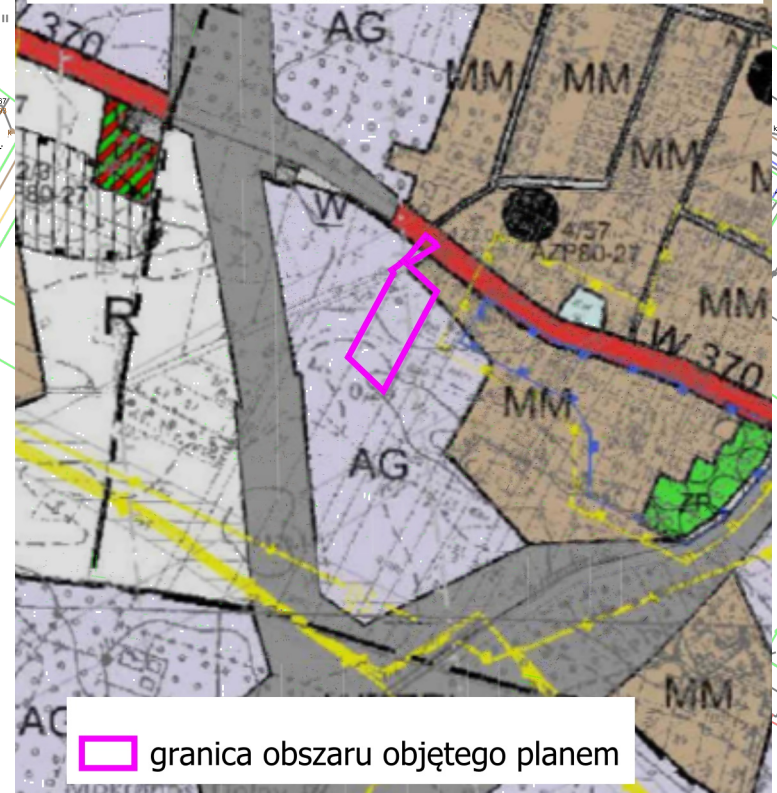 370
AG
MM
MM
MM
W
4/57
AZP80-27
R
MM
W 370
MM
AG
ZP
MM
AG
granica obszaru objętego planem